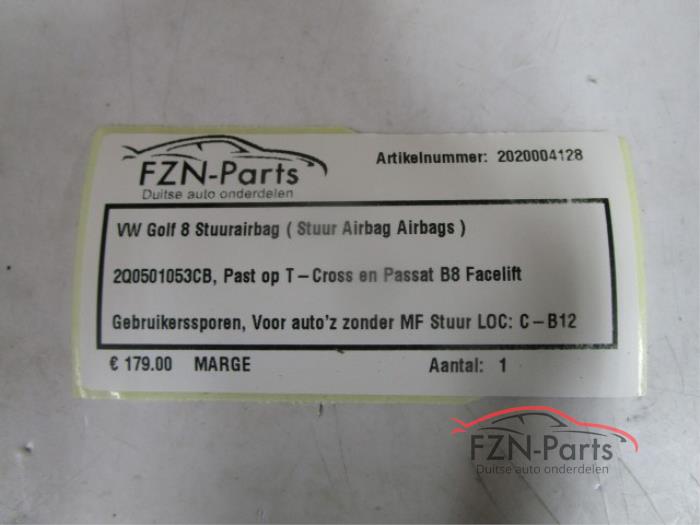 FZN-Parts
Duitse auto onderdelen
Artikelnummer: 2020004128
VW Golf 8 Stuurairbag ( Stuur Airbag Airbags )
2Q0501053CB, Past op T-Cross en Passat B8 Facelift
Gebruikerssporen, Voor auto'z zonder MF Stuur LOC: C-B12
€ 179.00 MARGE Aantal: 1
FZN-Parts
Duitse auto onderdelen